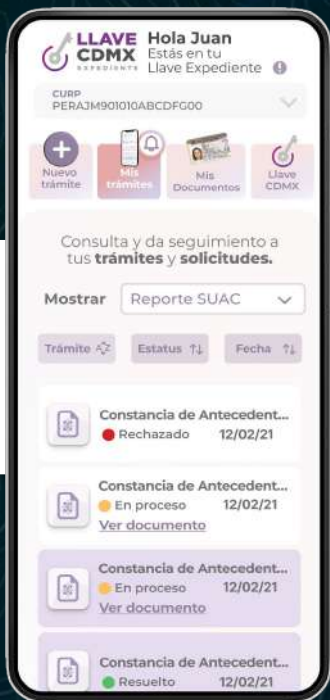 LLAVE
CDMX
EXPEDIENTE
Hola Juan
Estás en tu
Llave Expediente
CURP
PERAJM901010ABCDFG00
Nuevo
trámite
Mis
trámites
Mis
Documentos
Llave
CDMX
Consulta y da seguimiento a
tus trámites y solicitudes.
Mostrar Reporte SUAC
Trámite Estatus Fecha
Constancia de Antecedent...
Rechazado 12/02/21
Constancia de Antecedent...
En proceso 12/02/21
Ver documento
Constancia de Antecedent...
En proceso 12/02/21
Ver documento
Constancia de Antecedent...
Resuelto 12/02/21